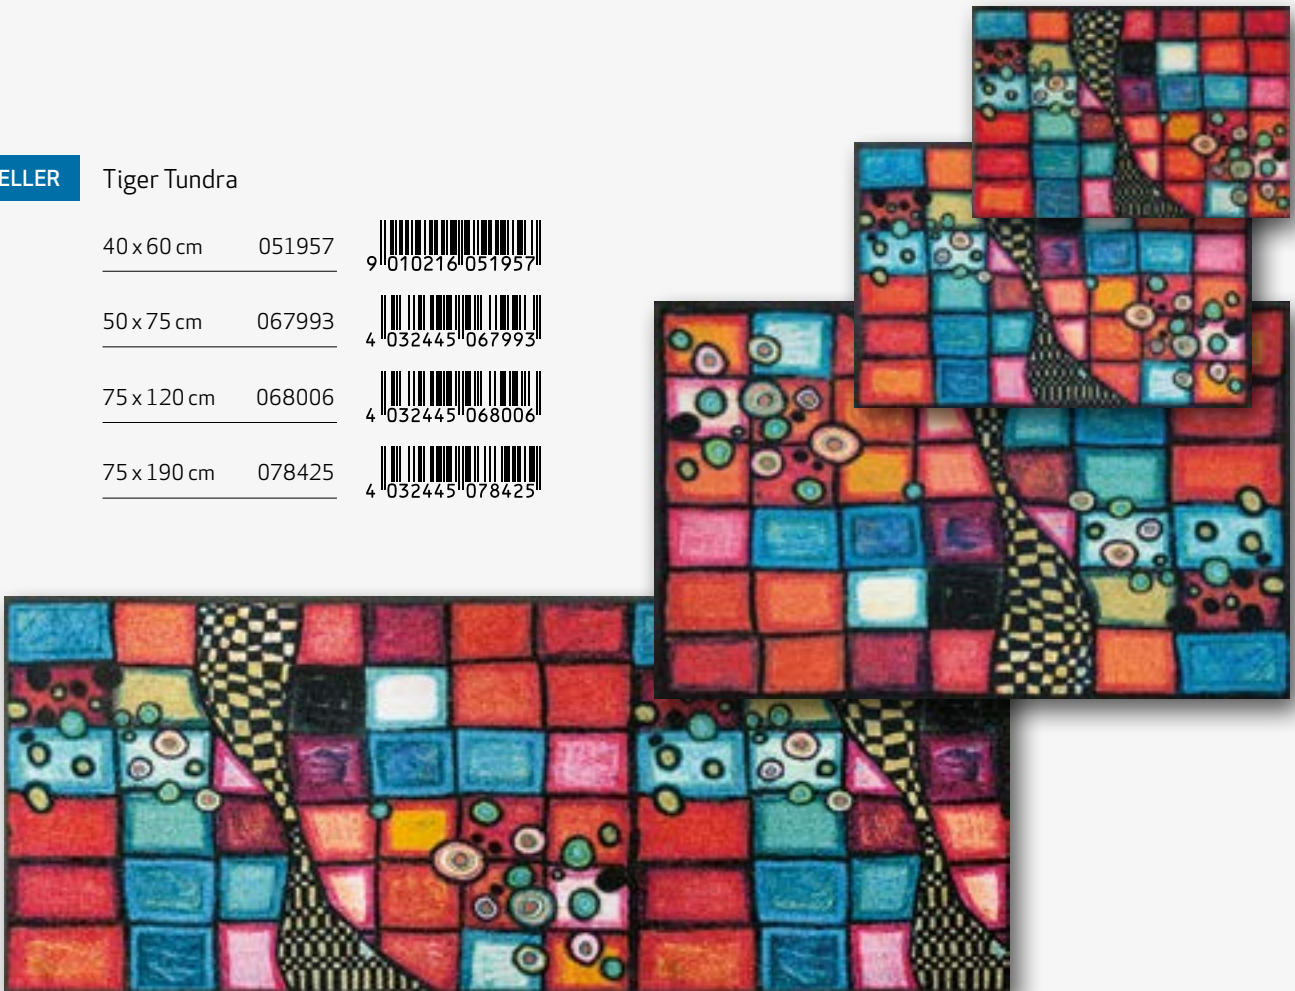 ELLER
Tiger Tundra
40 x 60 cm 051957
9 010216 051957
50 x 75 cm 067993
4 032445 067993
75 x 120 cm 068006
4 032445 068006
75 x 190 cm 078425
4 032445 078425